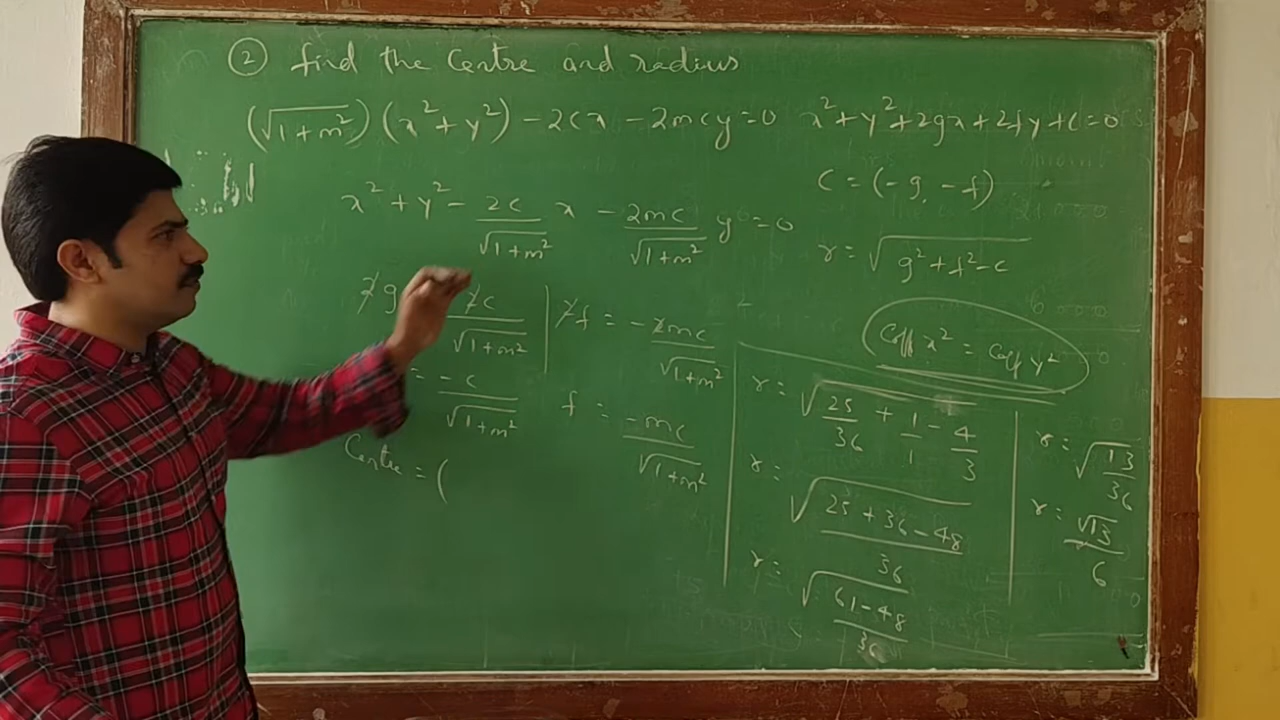 ② find the centre and radius
(√(1+m²))(x²+y²) - 2cx - 2mcy = 0
x²+y² - 2c/√(1+m²) x - 2mc/√(1+m²) y = 0
2g 2c/√(1+m²) | 2f = - 2mc/√(1+m²)
= -c/√(1+m²) f = -mc/√(1+m²)
Centre = (
x²+y²+2gx+2fy+c=0
C = (-g, -f)
r = √(g²+f²-c)
Coff x² = Coff y²
r = √(25/36 + 1/1 - 4/3)
r = √((25+36-48)/36)
r = √((61-48)/36)
r = √(13/36)
r = √13/6